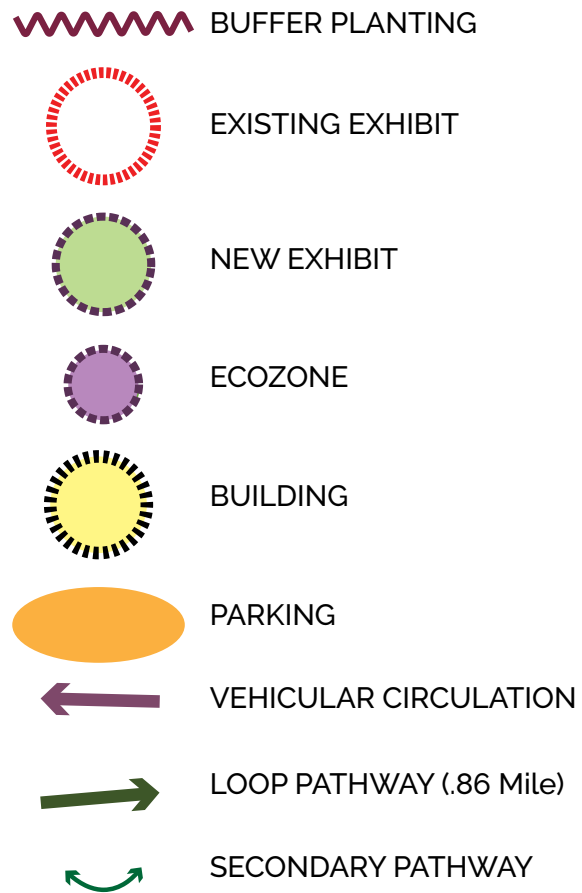 BUFFER PLANTING
EXISTING EXHIBIT
NEW EXHIBIT
ECOZONE
BUILDING
PARKING
VEHICULAR CIRCULATION
LOOP PATHWAY (.86 Mile)
SECONDARY PATHWAY